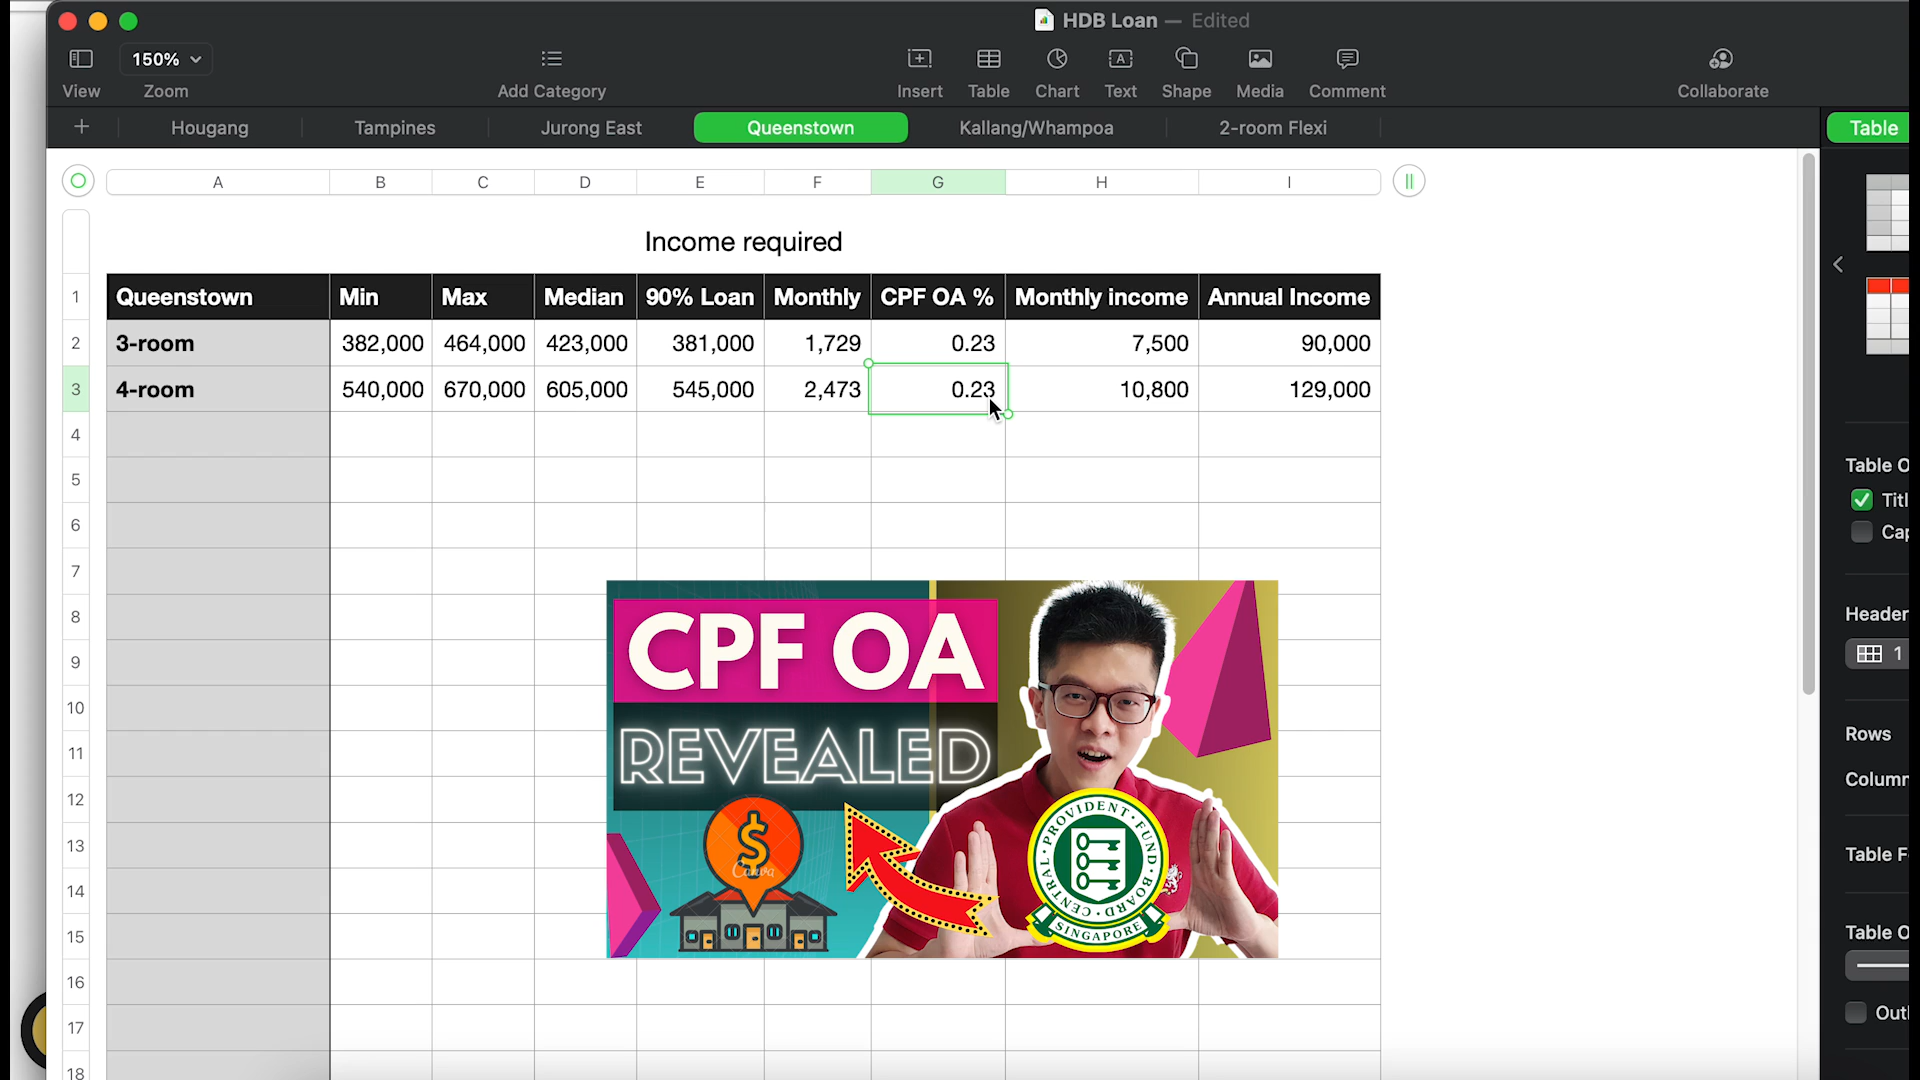 HDB Loan — Edited
150%
View
Zoom
Add Category
Insert
Table
Chart
Text
Shape
Media
Comment
Collaborate
Hougang
Tampines
Jurong East
Queenstown
Kallang/Whampoa
2-room Flexi
Table
A B C D E F G H I
Income required
1 Queenstown Min Max Median 90% Loan Monthly CPF OA % Monthly income Annual Income
2 3-room 382,000 464,000 423,000 381,000 1,729 0.23 7,500 90,000
3 4-room 540,000 670,000 605,000 545,000 2,473 0.23 10,800 129,000
4
5
6
7
8
9
10
11
12
13
14
15
16
17
18
CPF OA
REVEALED
$
Canva
CENTRAL · PROVIDENT · FUND · BOARD
SINGAPORE
Table O
Titl
Cap
Header
1
Rows
Column
Table F
Table O
Outl